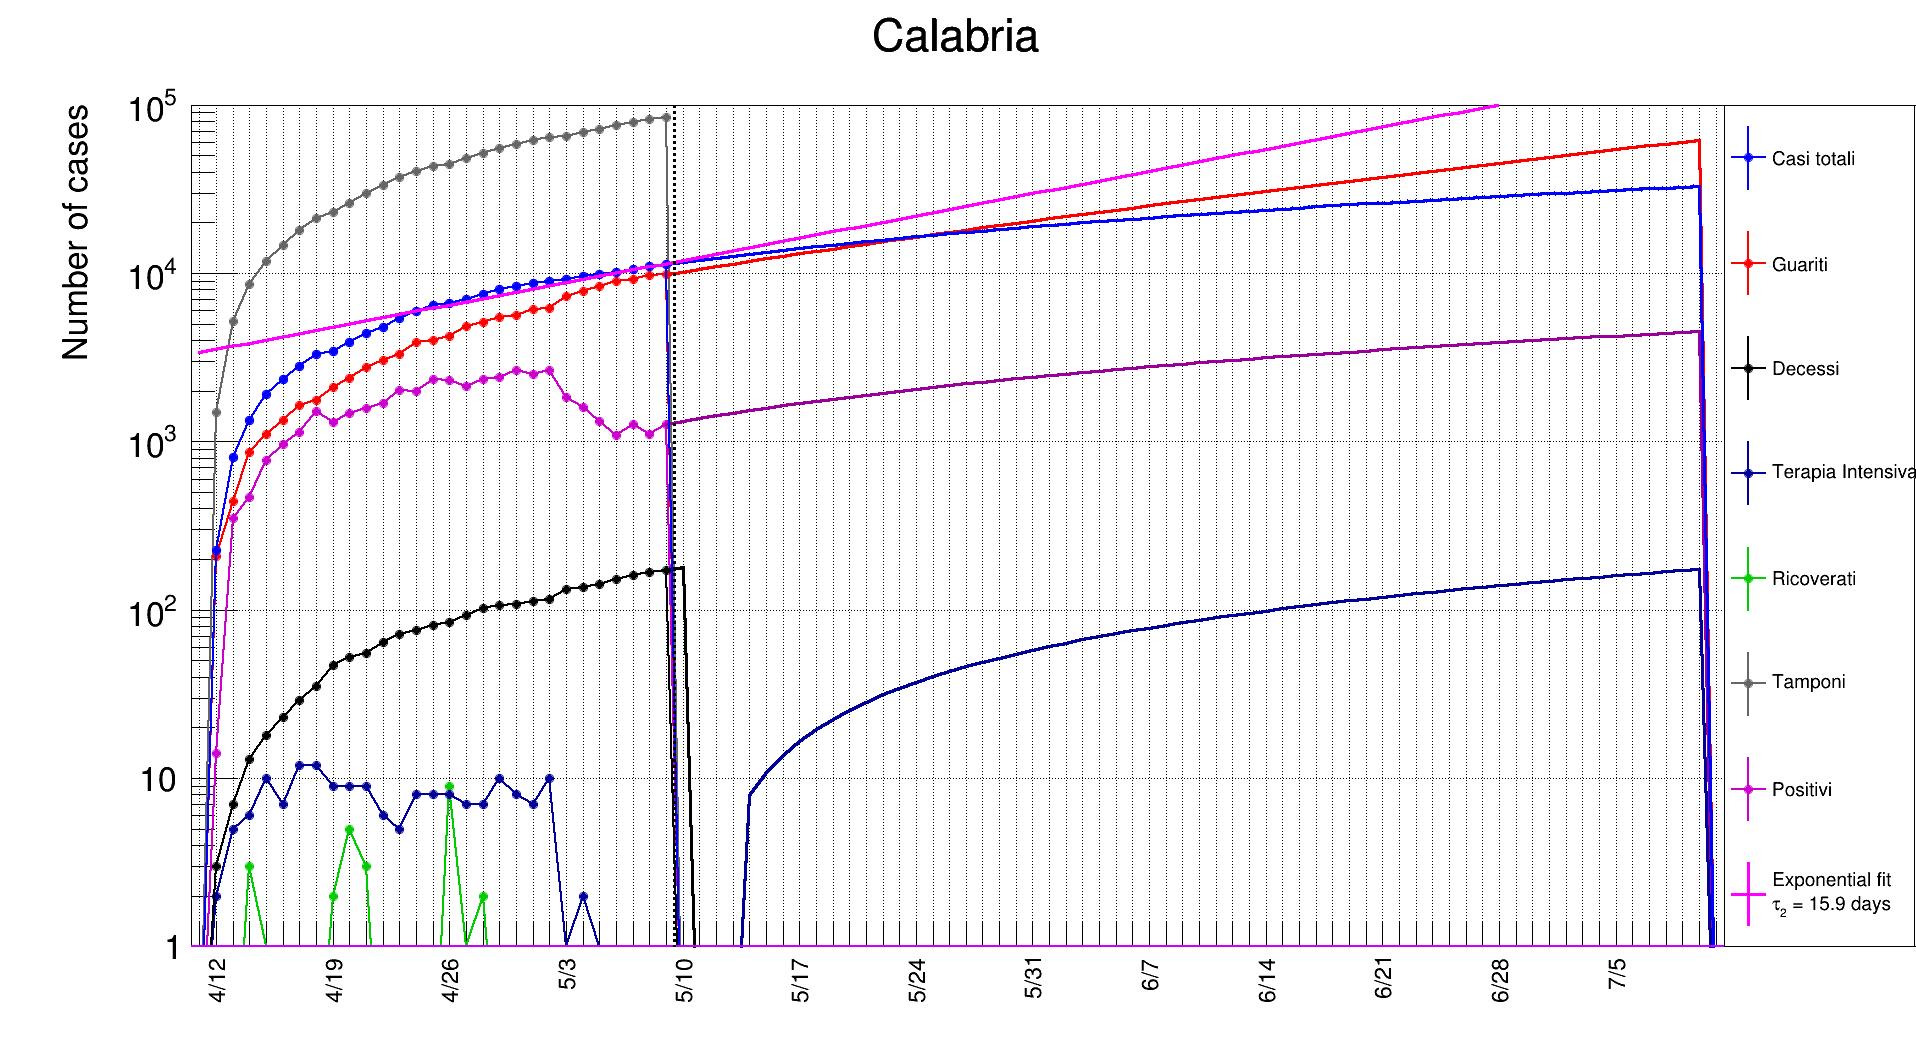 Calabria
Number of cases
10^5
10^4
10^3
10^2
10
1
4/12
4/19
4/26
5/3
5/10
5/17
5/24
5/31
6/7
6/14
6/21
6/28
7/5
Casi totali
Guariti
Decessi
Terapia Intensiva
Ricoverati
Tamponi
Positivi
Exponential fit
τ₂ = 15.9 days